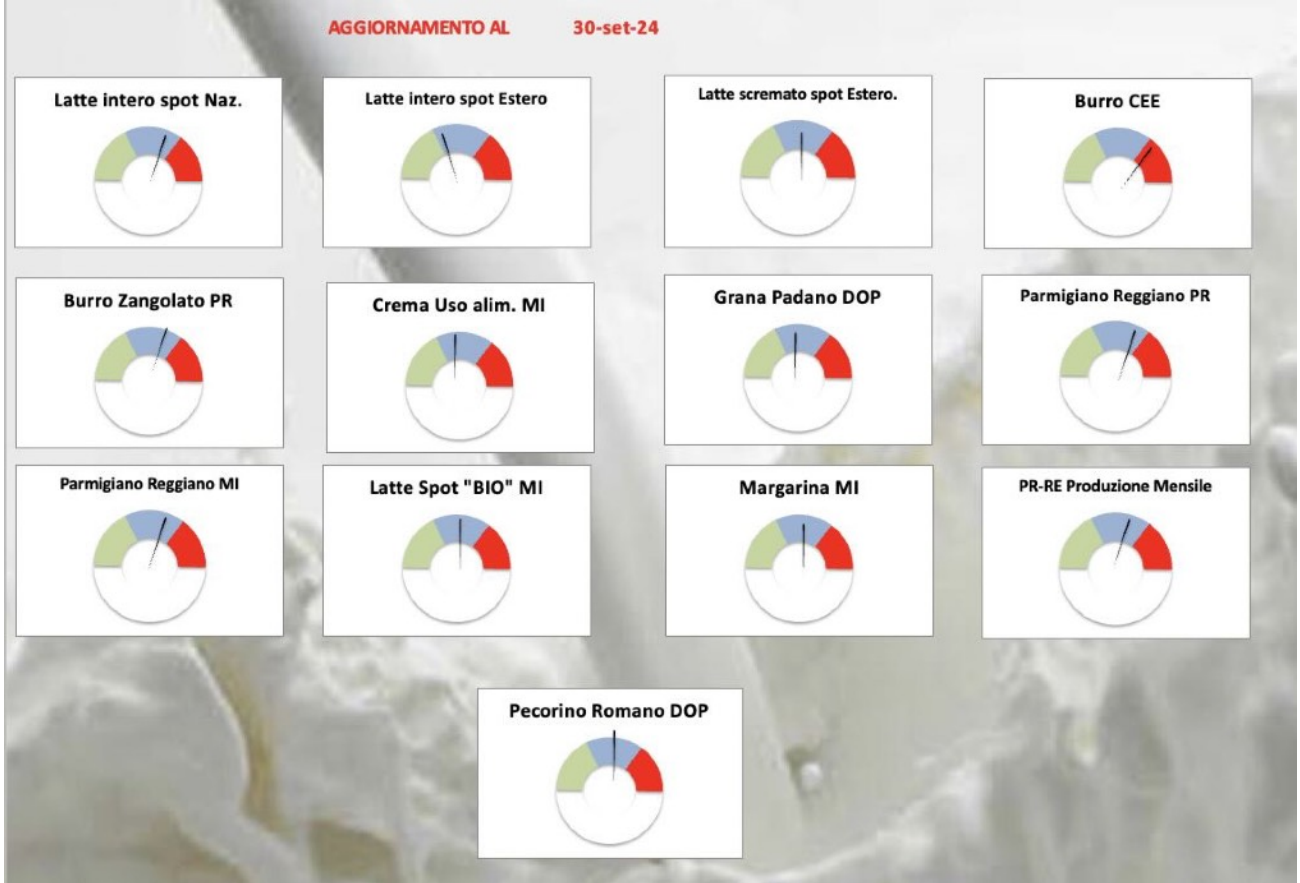 AGGIORNAMENTO AL 30-set-24
Latte intero spot Naz.
Latte intero spot Estero
Latte scremato spot Estero.
Burro CEE
Burro Zangolato PR
Crema Uso alim. MI
Grana Padano DOP
Parmigiano Reggiano PR
Parmigiano Reggiano MI
Latte Spot "BIO" MI
Margarina MI
PR-RE Produzione Mensile
Pecorino Romano DOP